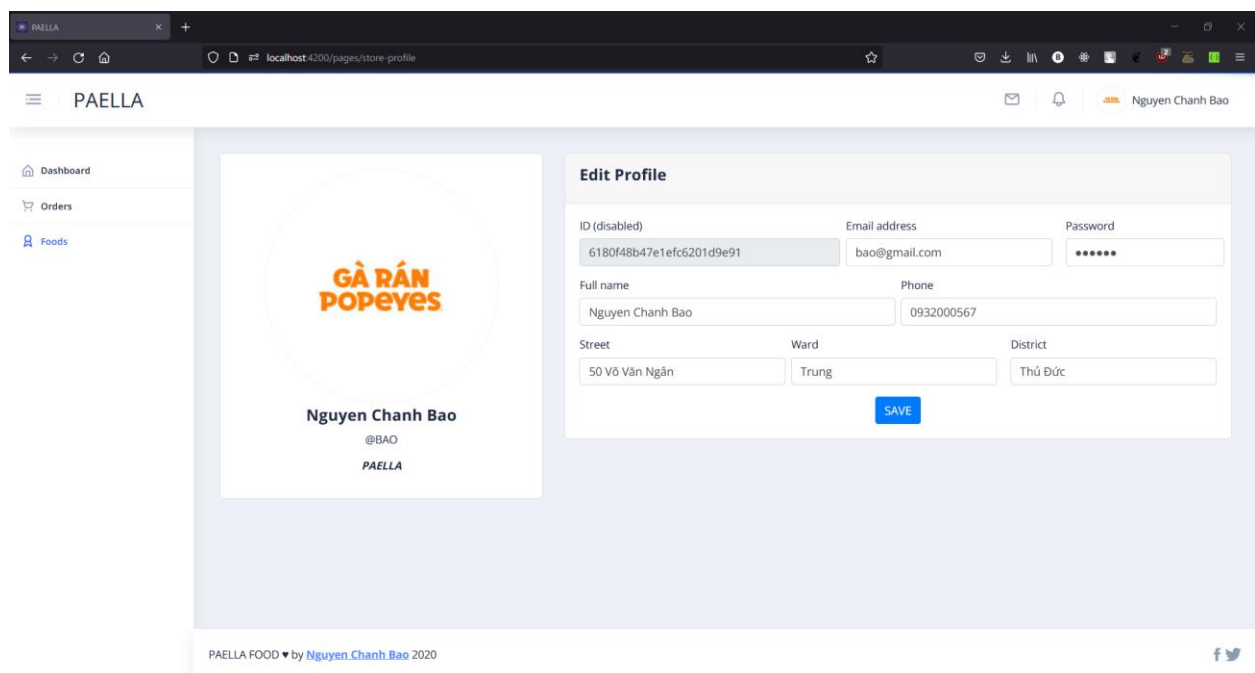 PAELLA
localhost:4200/pages/store-profile
PAELLA
Nguyen Chanh Bao
Dashboard
Orders
Foods
GÀ RÁN
POPEYES
Nguyen Chanh Bao
@BAO
PAELLA
Edit Profile
ID (disabled) Email address Password
6180f48b47e1efc6201d9e91 bao@gmail.com ●●●●●●
Full name Phone
Nguyen Chanh Bao 0932000567
Street Ward District
50 Võ Văn Ngân Trung Thủ Đức
SAVE
PAELLA FOOD ♥ by Nguyen Chanh Bao 2020